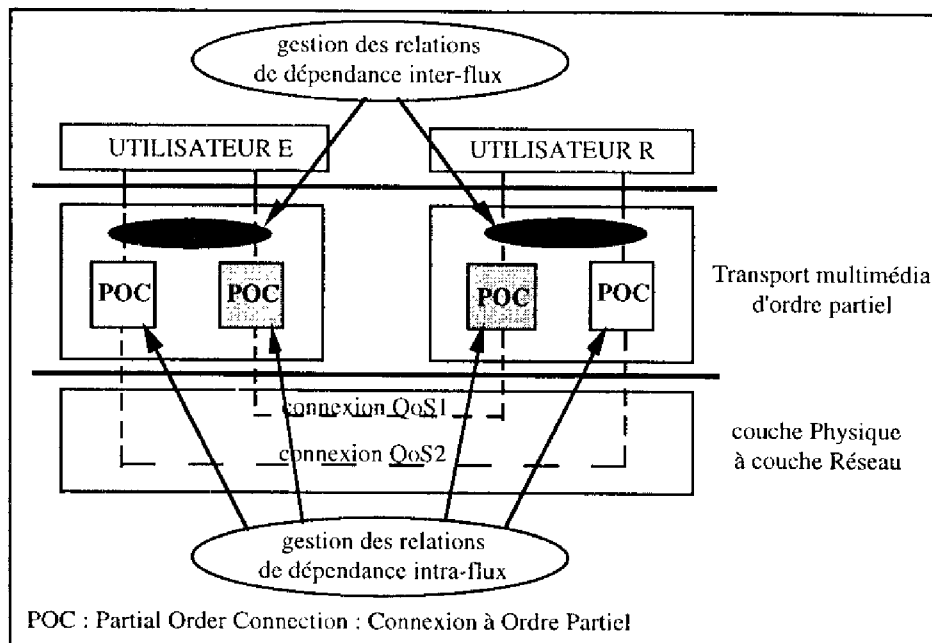 gestion des relations
de dépendance inter-flux
UTILISATEUR E
UTILISATEUR R
POC
POC
POC
POC
Transport multimédia
d'ordre partiel
connexion QoS1
connexion QoS2
couche Physique
à couche Réseau
gestion des relations
de dépendance intra-flux
POC : Partial Order Connection : Connexion à Ordre Partiel